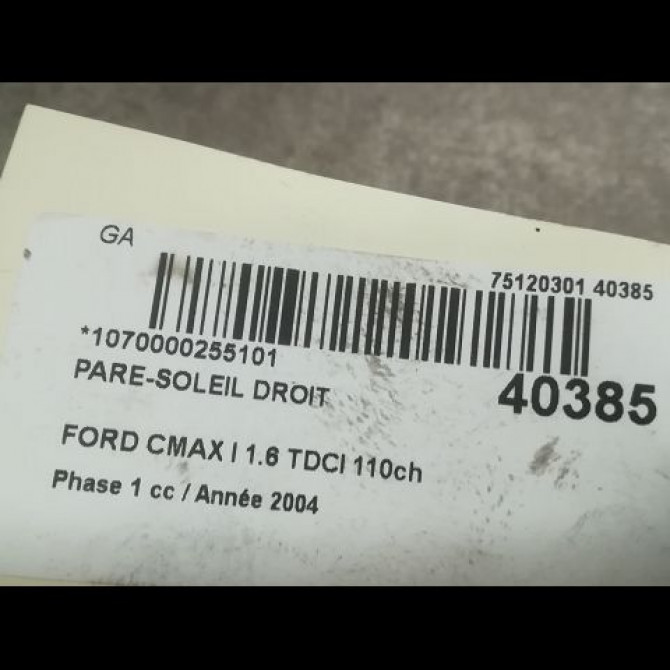 GA
75120301 40385
*1070000255101
40385
PARE-SOLEIL DROIT
FORD CMAX I 1.6 TDCI 110ch
Phase 1 cc / Année 2004